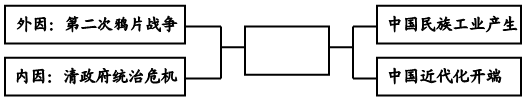 外因：第二次鸦片战争
内因：清政府统治危机
中国民族工业产生
中国近代化开端